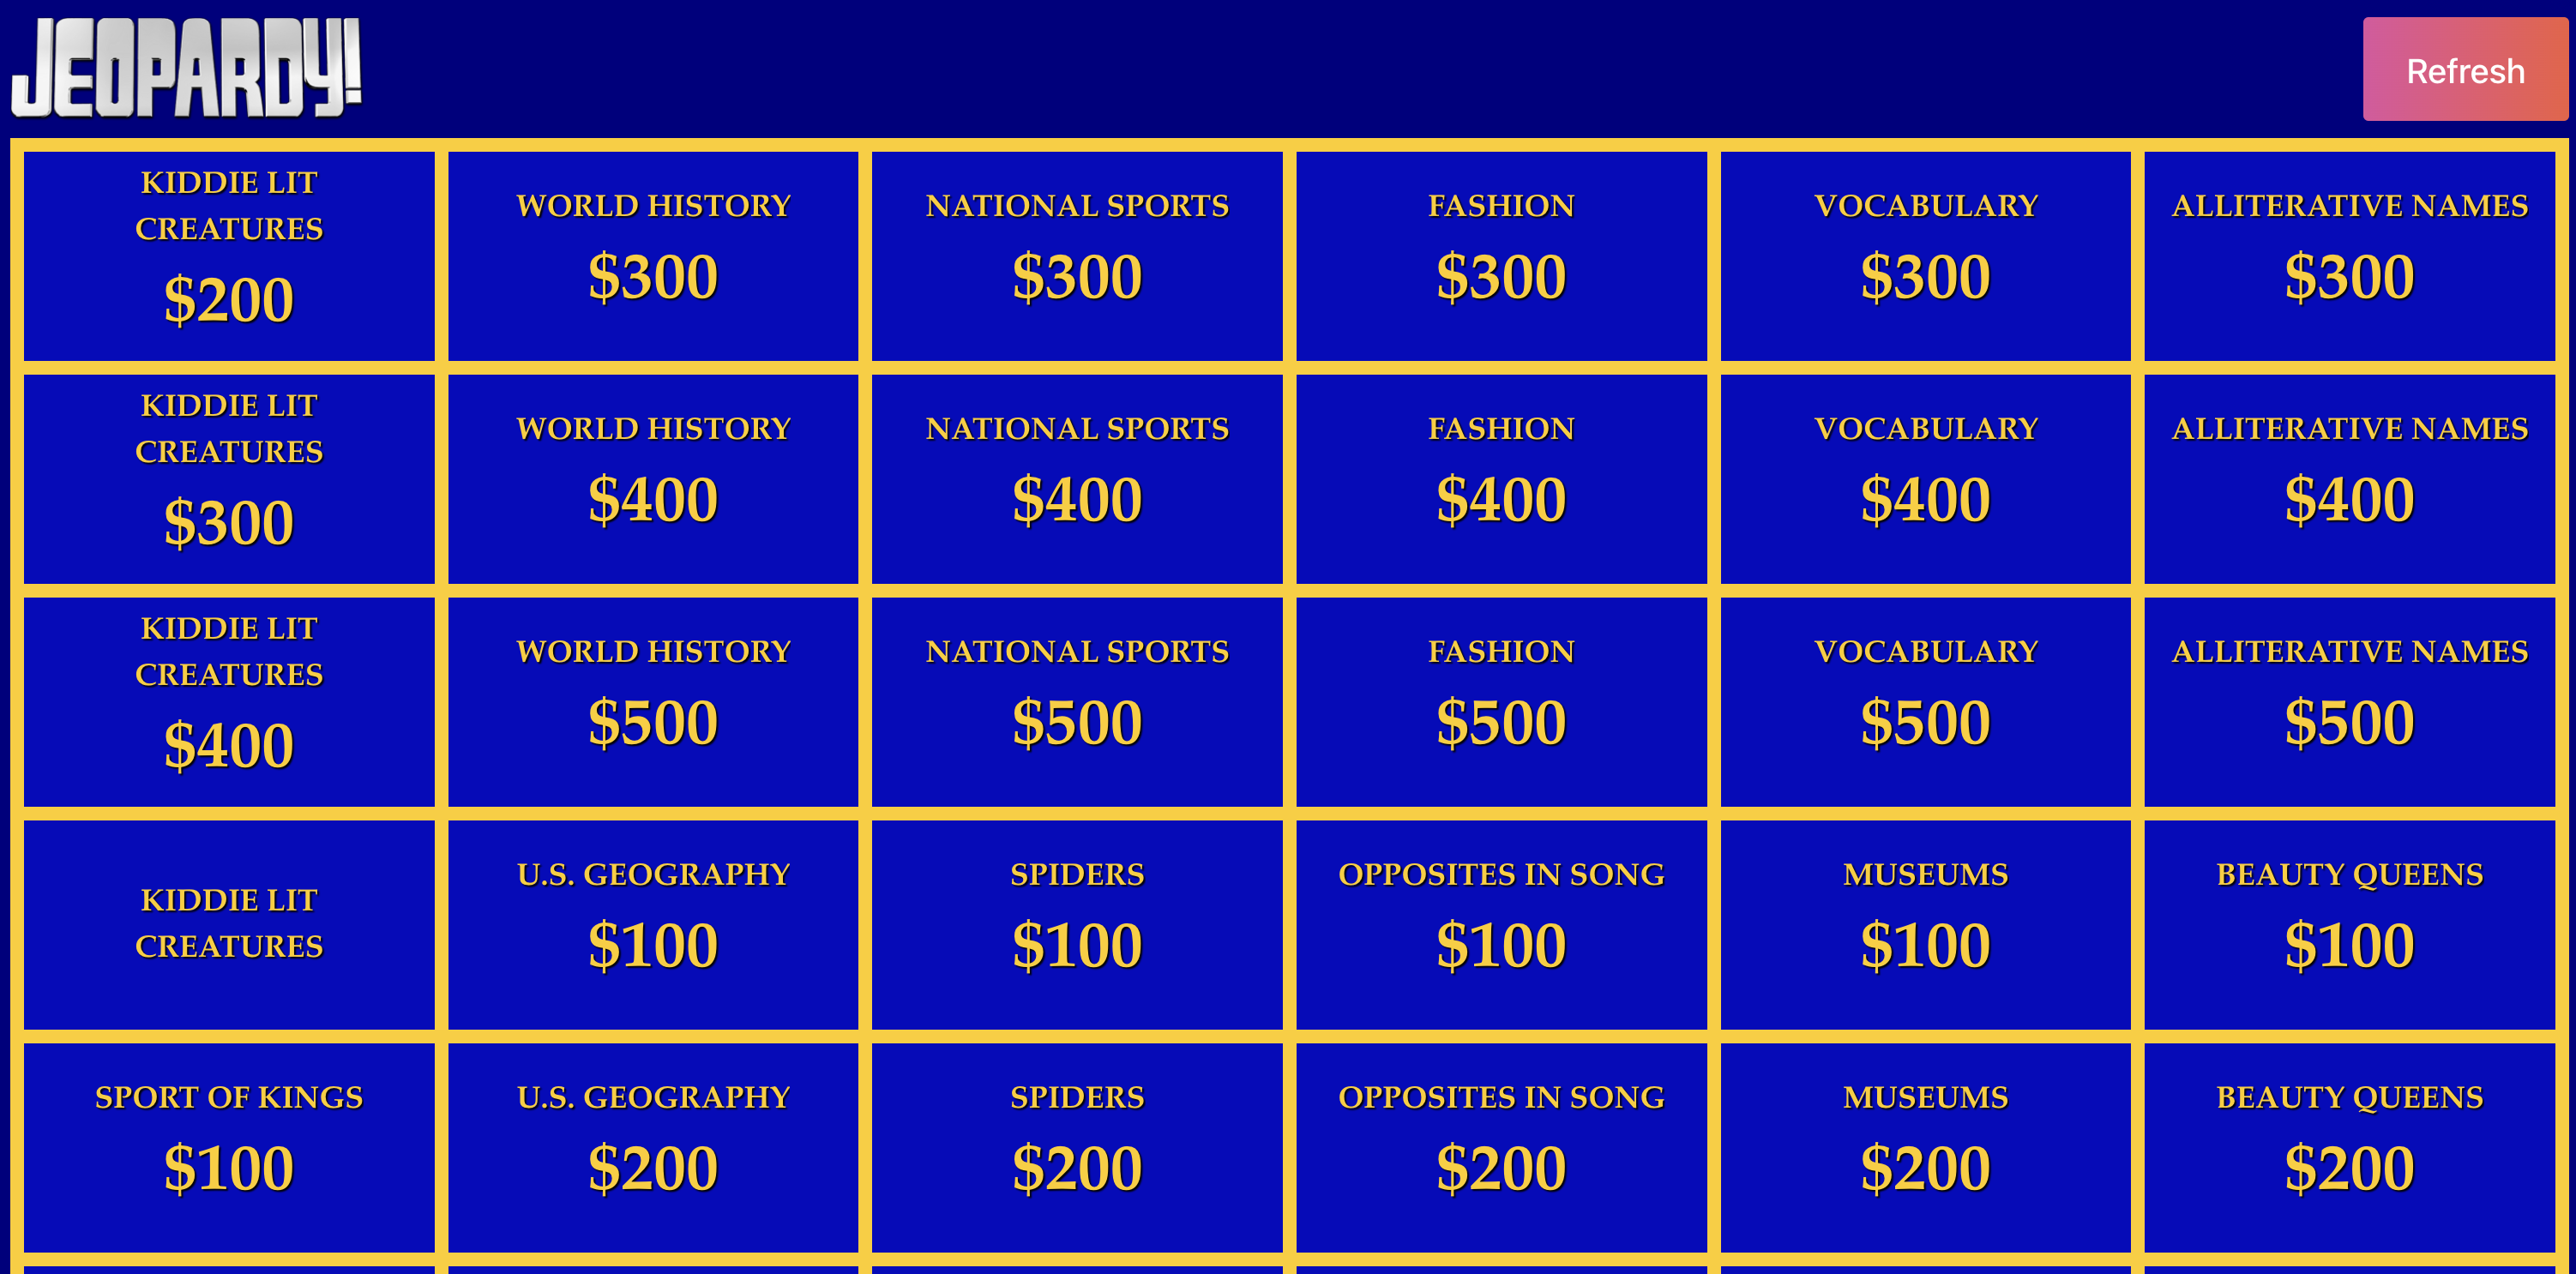 JEOPARDY!
Refresh
KIDDIE LIT
CREATURES
$200
WORLD HISTORY
$300
NATIONAL SPORTS
$300
FASHION
$300
VOCABULARY
$300
ALLITERATIVE NAMES
$300
KIDDIE LIT
CREATURES
$300
WORLD HISTORY
$400
NATIONAL SPORTS
$400
FASHION
$400
VOCABULARY
$400
ALLITERATIVE NAMES
$400
KIDDIE LIT
CREATURES
$400
WORLD HISTORY
$500
NATIONAL SPORTS
$500
FASHION
$500
VOCABULARY
$500
ALLITERATIVE NAMES
$500
KIDDIE LIT
CREATURES
U.S. GEOGRAPHY
$100
SPIDERS
$100
OPPOSITES IN SONG
$100
MUSEUMS
$100
BEAUTY QUEENS
$100
SPORT OF KINGS
$100
U.S. GEOGRAPHY
$200
SPIDERS
$200
OPPOSITES IN SONG
$200
MUSEUMS
$200
BEAUTY QUEENS
$200